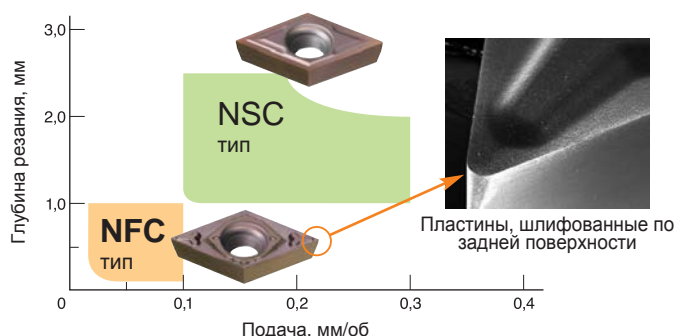 Глубина резания, мм
3,0
2,0
1,0
0
0,1
0,2
0,3
0,4
Подача, мм/об
NSC
тип
NFC
тип
Пластины, шлифованные по
задней поверхности